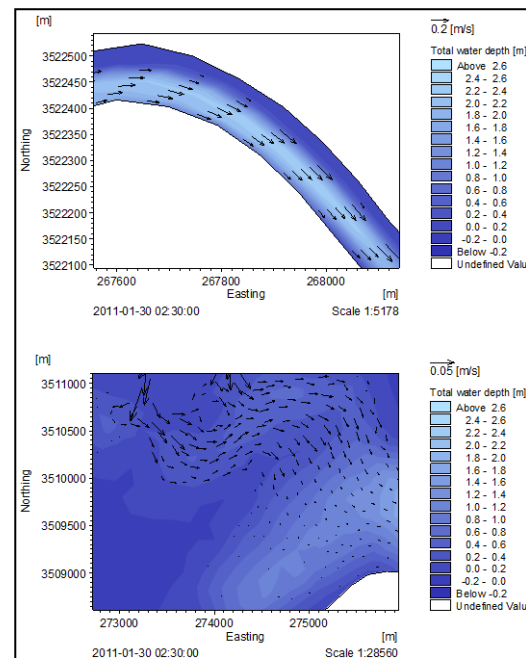 [m]
3522450
3522400
3522350
3522300
3522250
3522200
3522150
3522100
Northing
267600
267800
268000
Easting
[m]
2011-01-30 02:30:00
Scale 1:5178
0.2 [m/s]
Total water depth [m]
Above 2.6
2.4 - 2.6
2.2 - 2.4
2.0 - 2.2
1.8 - 2.0
1.6 - 1.8
1.4 - 1.6
1.2 - 1.4
1.0 - 1.2
0.8 - 1.0
0.6 - 0.8
0.4 - 0.6
0.2 - 0.4
0.0 - 0.2
-0.2 - 0.0
Below -0.2
Undefined Valu
[m]
3511000
3510500
3510000
3509500
3509000
Northing
273000
274000
275000
Easting
[m]
2011-01-30 02:30:00
Scale 1:28560
0.05 [m/s]
Total water depth [m]
Above 2.6
2.4 - 2.6
2.2 - 2.4
2.0 - 2.2
1.8 - 2.0
1.6 - 1.8
1.4 - 1.6
1.2 - 1.4
1.0 - 1.2
0.8 - 1.0
0.6 - 0.8
0.4 - 0.6
0.2 - 0.4
0.0 - 0.2
-0.2 - 0.0
Below -0.2
Undefined Valu